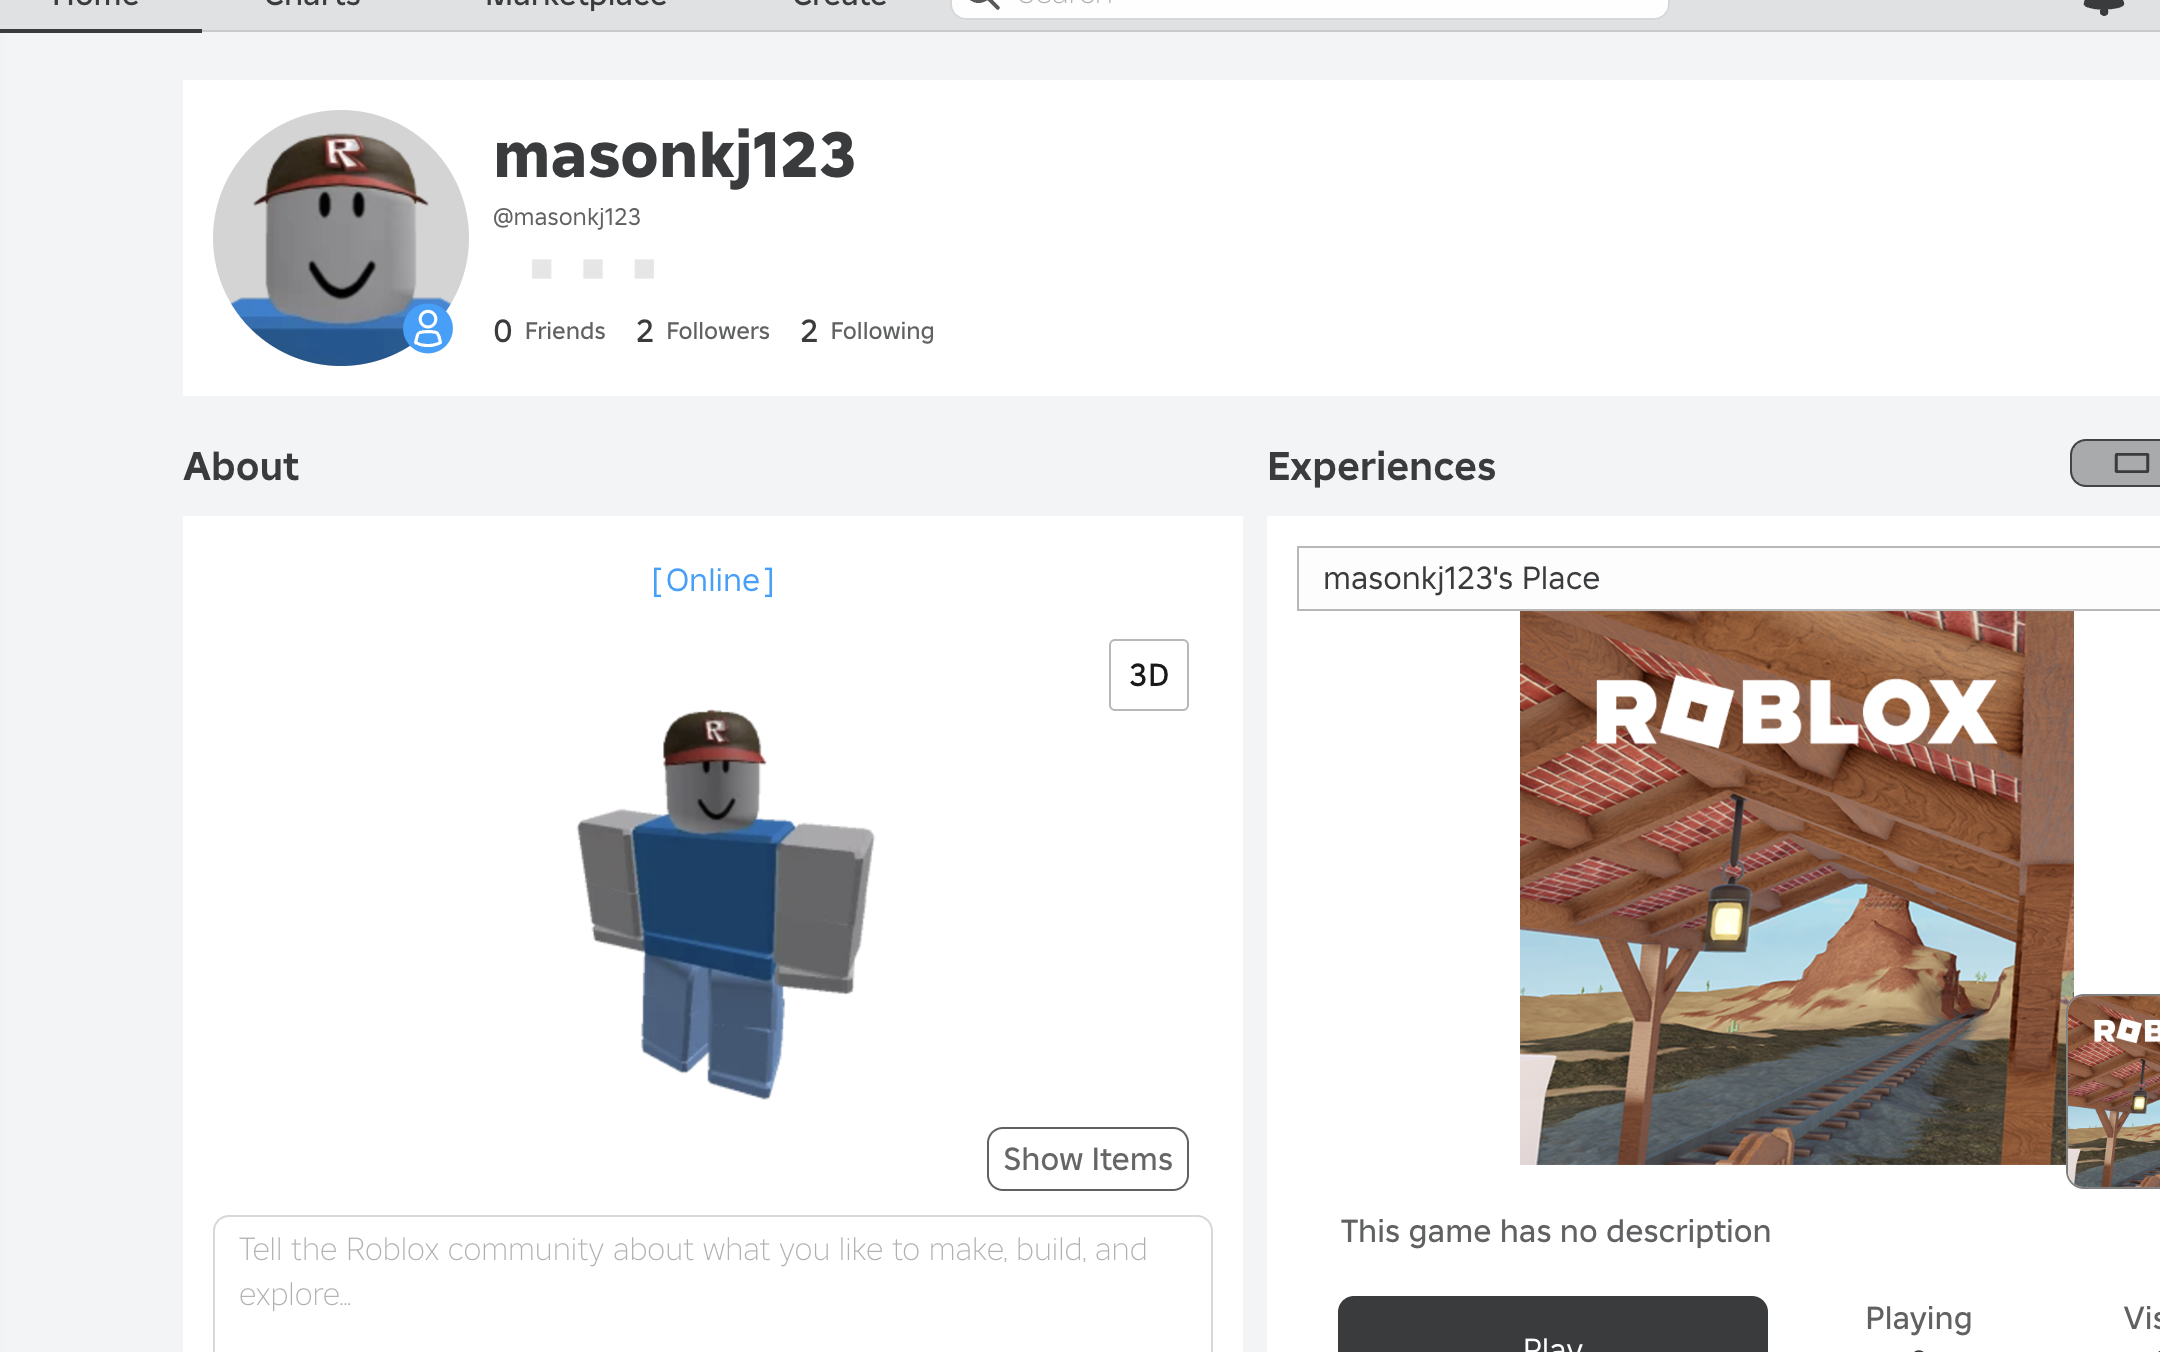 Home Charts Marketplace Create Search
masonkj123
@masonkj123
0 Friends 2 Followers 2 Following
About
Experiences
[ Online ]
masonkj123's Place
3D
R
R
ROBLOX
ROB
Show Items
This game has no description
Tell the Roblox community about what you like to make, build, and
explore...
Play
Playing
Vis